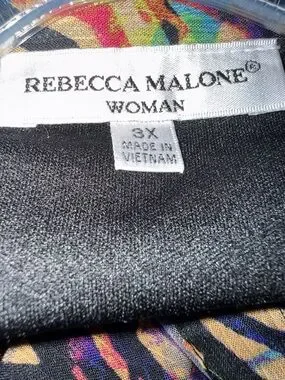 REBECCA MALONE®
WOMAN
3X
MADE IN
VIETNAM